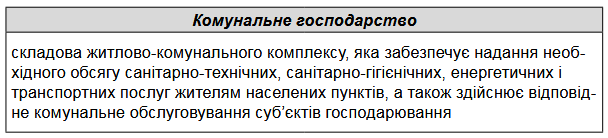 Комунальне господарство
складова житлово-комунального комплексу, яка забезпечує надання необ-
хідного обсягу санітарно-технічних, санітарно-гігієнічних, енергетичних і
транспортних послуг жителям населених пунктів, а також здійснює відповід-
не комунальне обслуговування суб’єктів господарювання